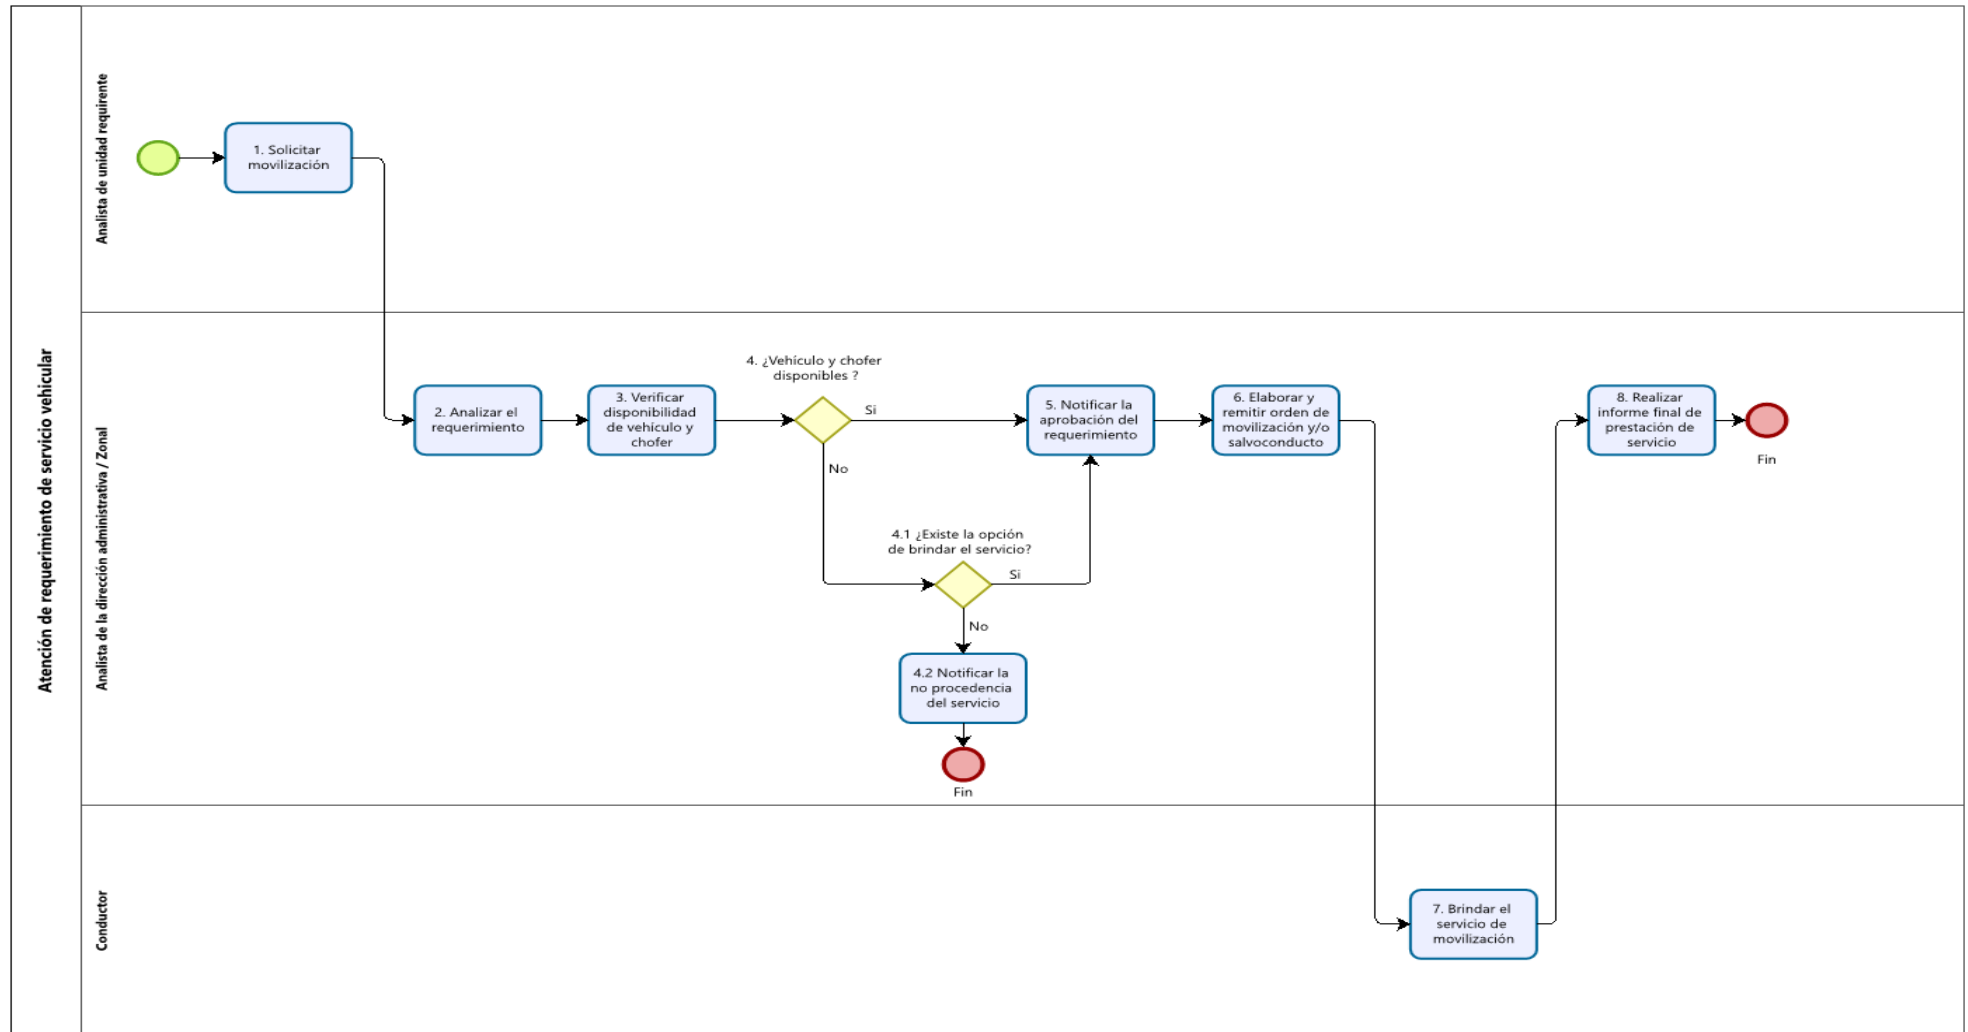 Atención de requerimiento de servicio vehicular
Analista de unidad requirente
1. Solicitar
movilización
Analista de la dirección administrativa / Zonal
2. Analizar el
requerimiento
3. Verificar
disponibilidad
de vehículo y
chofer
4. ¿Vehículo y chofer
disponibles ?
Si
No
4.1 ¿Existe la opción
de brindar el servicio?
Si
No
4.2 Notificar la
no procedencia
del servicio
Fin
5. Notificar la
aprobación del
requerimiento
6. Elaborar y
remitir orden de
movilización y/o
salvoconducto
8. Realizar
informe final de
prestación de
servicio
Fin
Conductor
7. Brindar el
servicio de
movilización